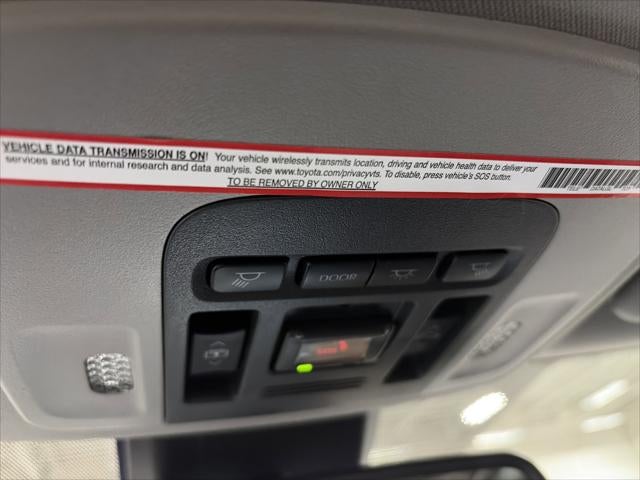 VEHICLE DATA TRANSMISSION IS ON! Your vehicle wirelessly transmits location, driving and vehicle health data to deliver your
services and for internal research and data analysis. See www.toyota.com/privacyvts. To disable, press vehicle's SOS button.
TO BE REMOVED BY OWNER ONLY
DOOR